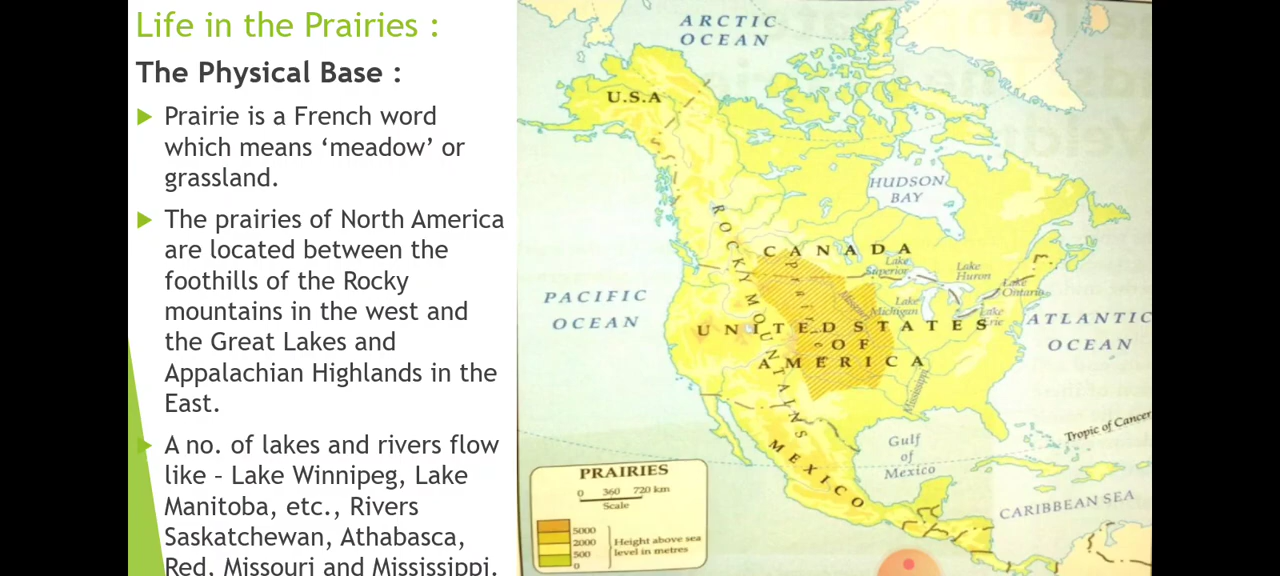 Life in the Prairies :
The Physical Base :
Prairie is a French word
which means ‘meadow’ or
grassland.
The prairies of North America
are located between the
foothills of the Rocky
mountains in the west and
the Great Lakes and
Appalachian Highlands in the
East.
A no. of lakes and rivers flow
like – Lake Winnipeg, Lake
Manitoba, etc., Rivers
Saskatchewan, Athabasca,
Red, Missouri and Mississippi.
ARCTIC
OCEAN
U.S.A
HUDSON
BAY
ROCKY MOUNTAINS
CANADA
Prairies
Lake
Superior
Lake
Huron
Lake
Ontario
Lake
Michigan
Lake
Erie
PACIFIC
OCEAN
UNITED STATES
OF
AMERICA
ATLANTIC
OCEAN
Mississippi
Gulf
of
Mexico
Tropic of Cancer
MEXICO
CARIBBEAN SEA
PRAIRIES
0 360 720 km
Scale
5000
2000
500
0
Height above sea
level in metres